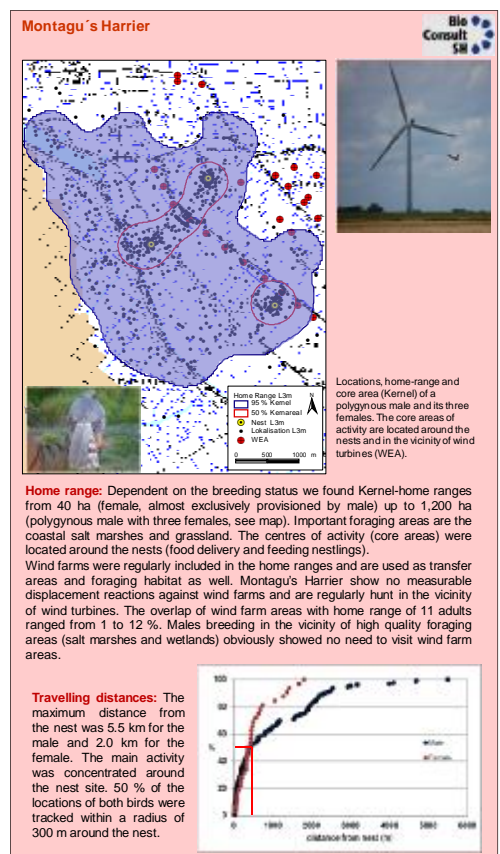 Montagu´s Harrier
Bio
Consult
SH
Home Range L3m
95 % Kernel
50 % Kernareal
Nest L3m
Lokalisation L3m
WEA
N
0 500 1000 m
Locations, home-range and
core area (Kernel) of a
polygynous male and its three
females. The core areas of
activity are located around the
nests and in the vicinity of wind
turbines (WEA).
Home range: Dependent on the breeding status we found Kernel-home ranges
from 40 ha (female, almost exclusively provisioned by male) up to 1,200 ha
(polygynous male with three females, see map). Important foraging areas are the
coastal salt marshes and grassland. The centres of activity (core areas) were
located around the nests (food delivery and feeding nestlings).
Wind farms were regularly included in the home ranges and are used as transfer
areas and foraging habitat as well. Montagu's Harrier show no measurable
displacement reactions against wind farms and are regularly hunt in the vicinity
of wind turbines. The overlap of wind farm areas with home range of 11 adults
ranged from 1 to 12 %. Males breeding in the vicinity of high quality foraging
areas (salt marshes and wetlands) obviously showed no need to visit wind farm
areas.
Travelling distances: The
maximum distance from
the nest was 5.5 km for the
male and 2.0 km for the
female. The main activity
was concentrated around
the nest site. 50 % of the
locations of both birds were
tracked within a radius of
300 m around the nest.
100
80
60
40
20
0
%
Male
Female
0 1000 2000 3000 4000 5000 6000
distance from nest (m)